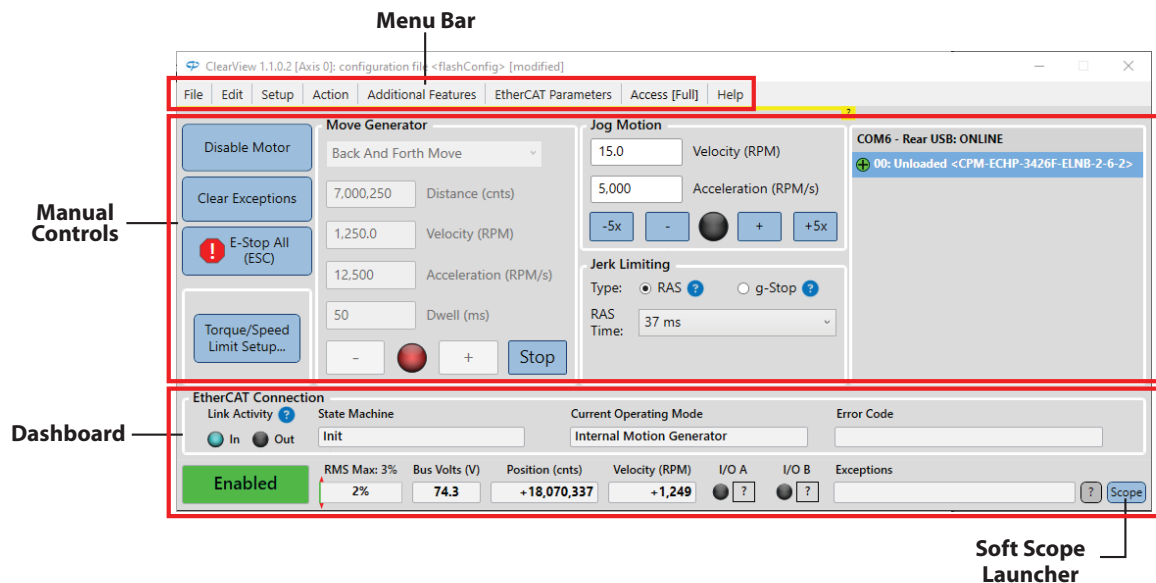 Menu Bar
ClearView 1.1.0.2 [Axis 0]: configuration file <flashConfig> [modified]
File Edit Setup Action Additional Features EtherCAT Parameters Access [Full] Help
?
Manual
Controls
Disable Motor
Clear Exceptions
! E-Stop All
(ESC)
Torque/Speed
Limit Setup...
Move Generator
Back And Forth Move
7,000,250 Distance (cnts)
1,250.0 Velocity (RPM)
12,500 Acceleration (RPM/s)
50 Dwell (ms)
- + Stop
Jog Motion
15.0 Velocity (RPM)
5,000 Acceleration (RPM/s)
-5x - + +5x
Jerk Limiting
Type: RAS ? g-Stop ?
RAS
Time: 37 ms
COM6 - Rear USB: ONLINE
00: Unloaded <CPM-ECHP-3426F-ELNB-2-6-2>
Dashboard
EtherCAT Connection
Link Activity ? State Machine Current Operating Mode Error Code
In Out Init Internal Motion Generator
Enabled
RMS Max: 3% Bus Volts (V) Position (cnts) Velocity (RPM) I/O A I/O B Exceptions
2% 74.3 +18,070,337 +1,249 ? ? ? Scope
Soft Scope
Launcher